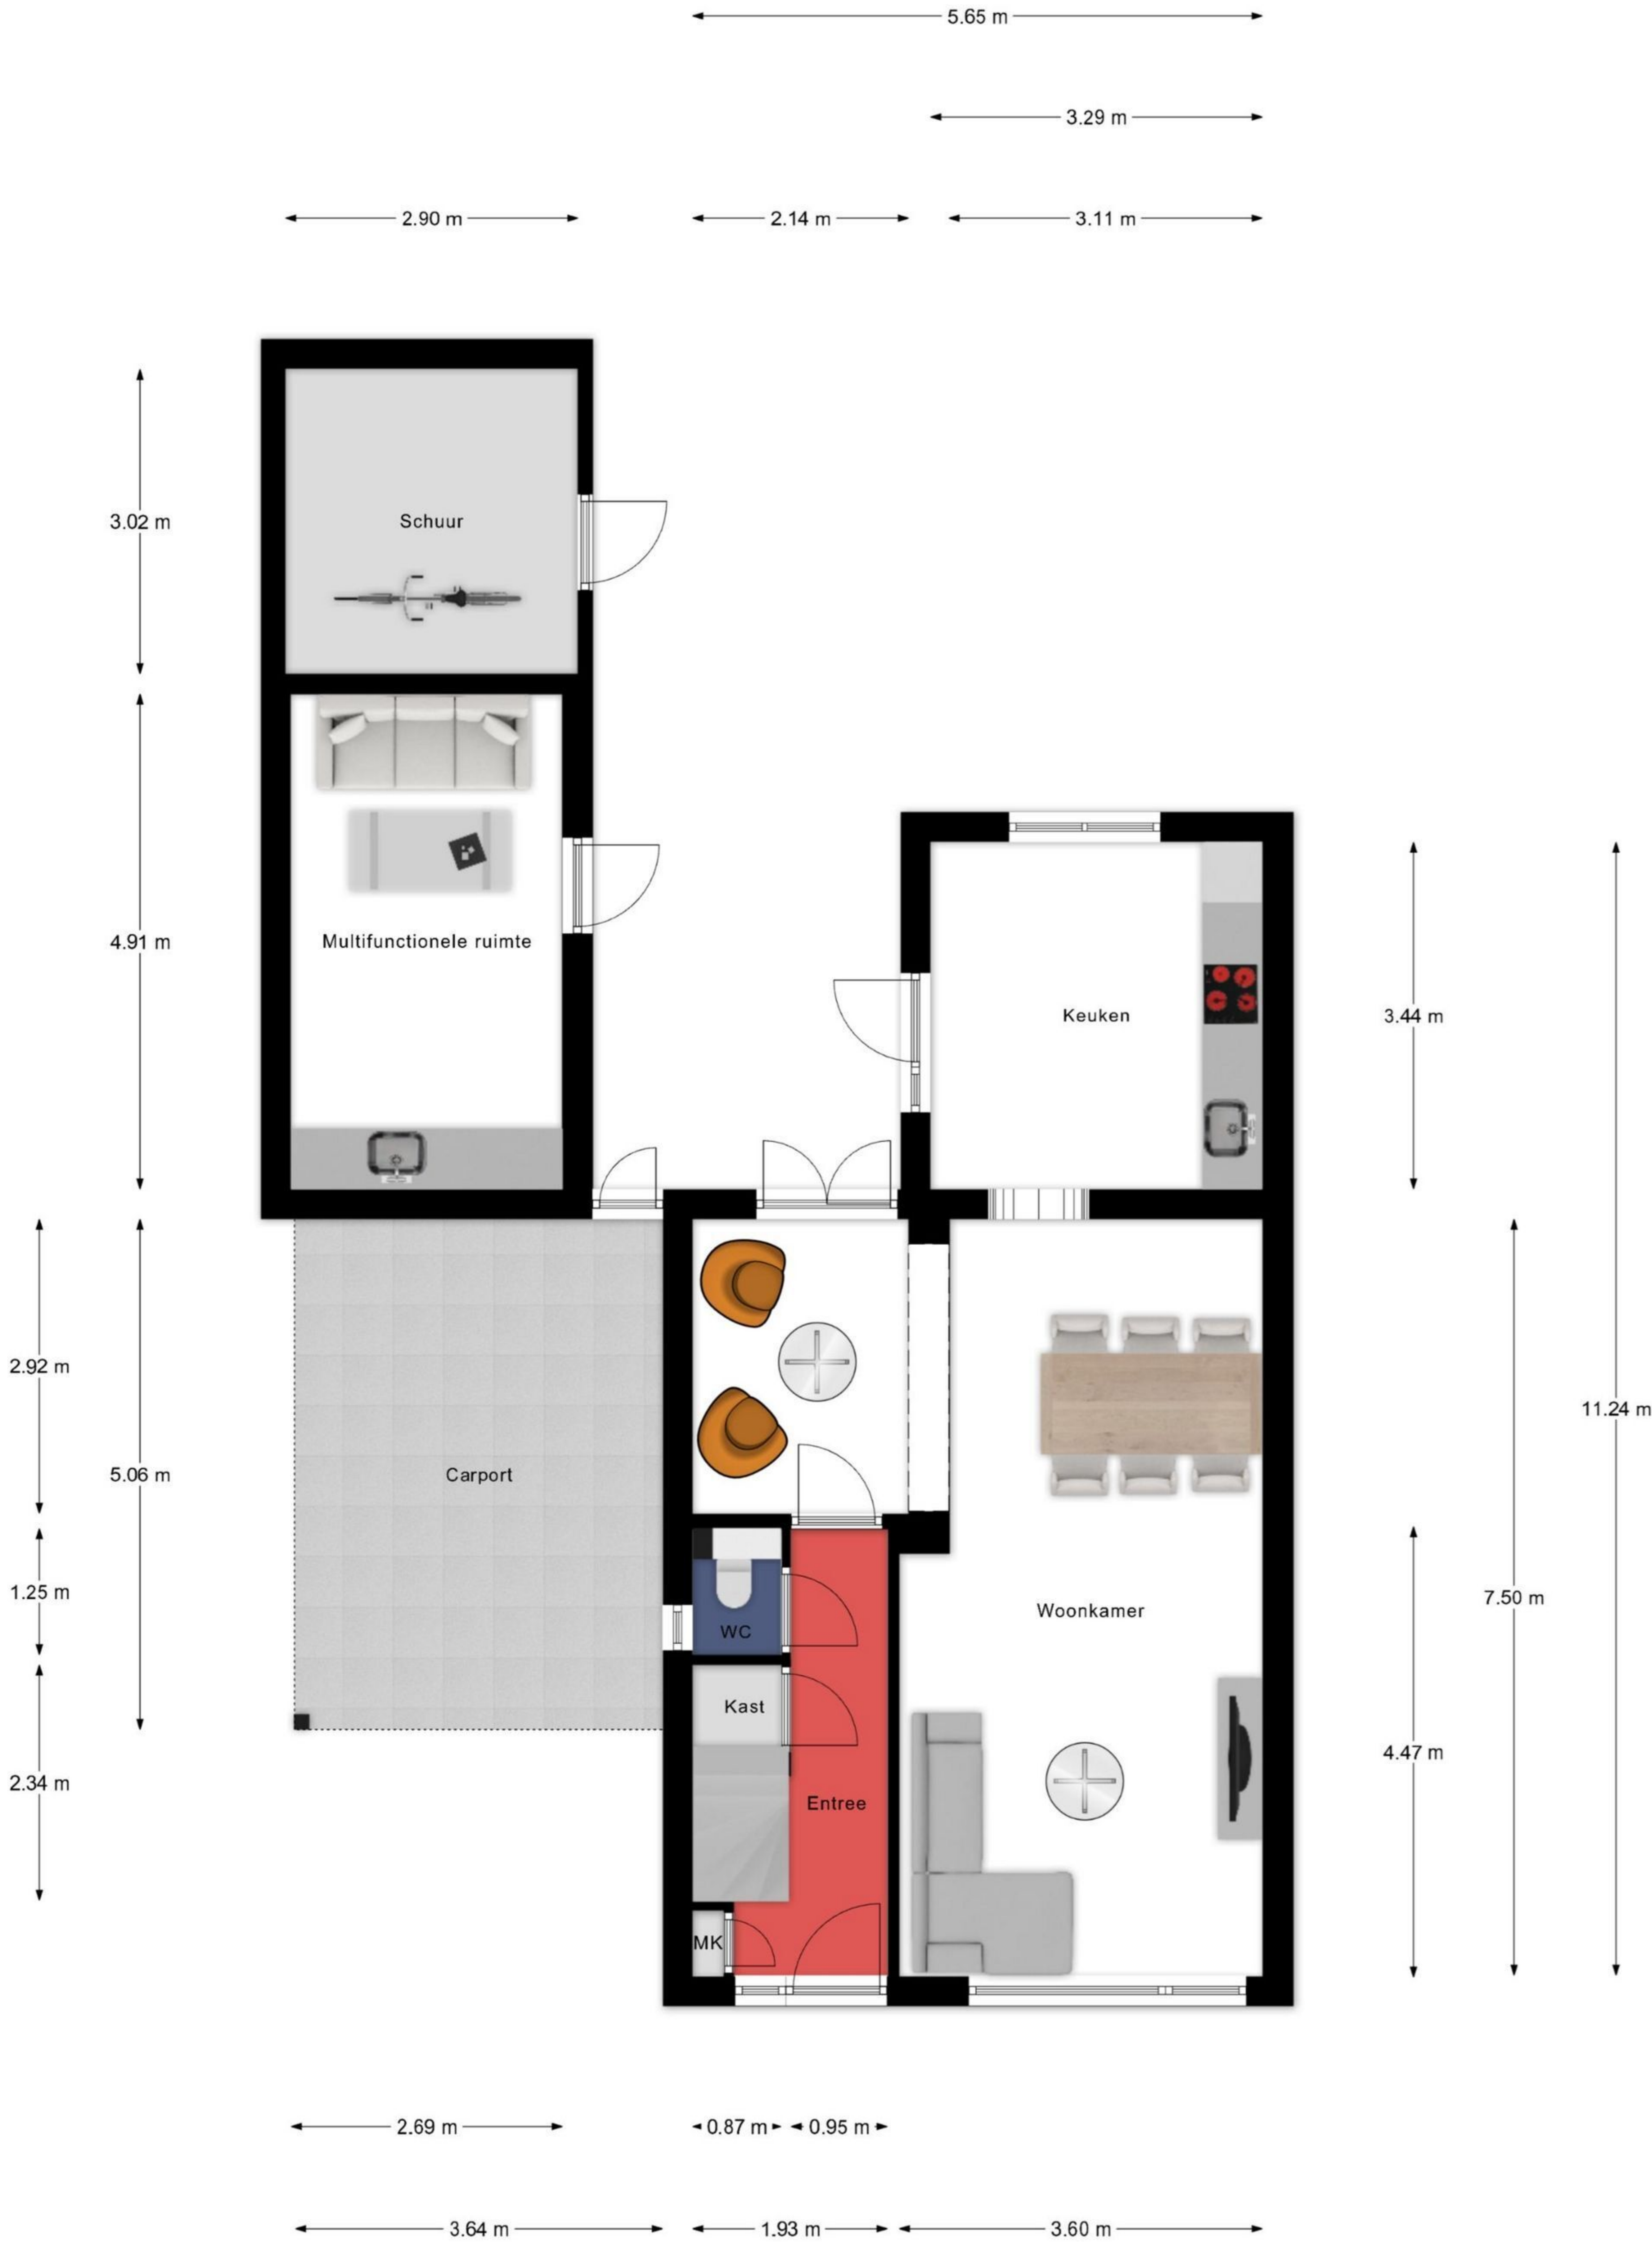 5.65 m
3.29 m
2.90 m
2.14 m
3.11 m
3.02 m
Schuur
4.91 m
Multifunctionele ruimte
Keuken
3.44 m
2.92 m
11.24 m
5.06 m
Carport
1.25 m
7.50 m
Woonkamer
WC
Kast
4.47 m
2.34 m
Entree
MK
2.69 m
0.87 m
0.95 m
3.64 m
1.93 m
3.60 m